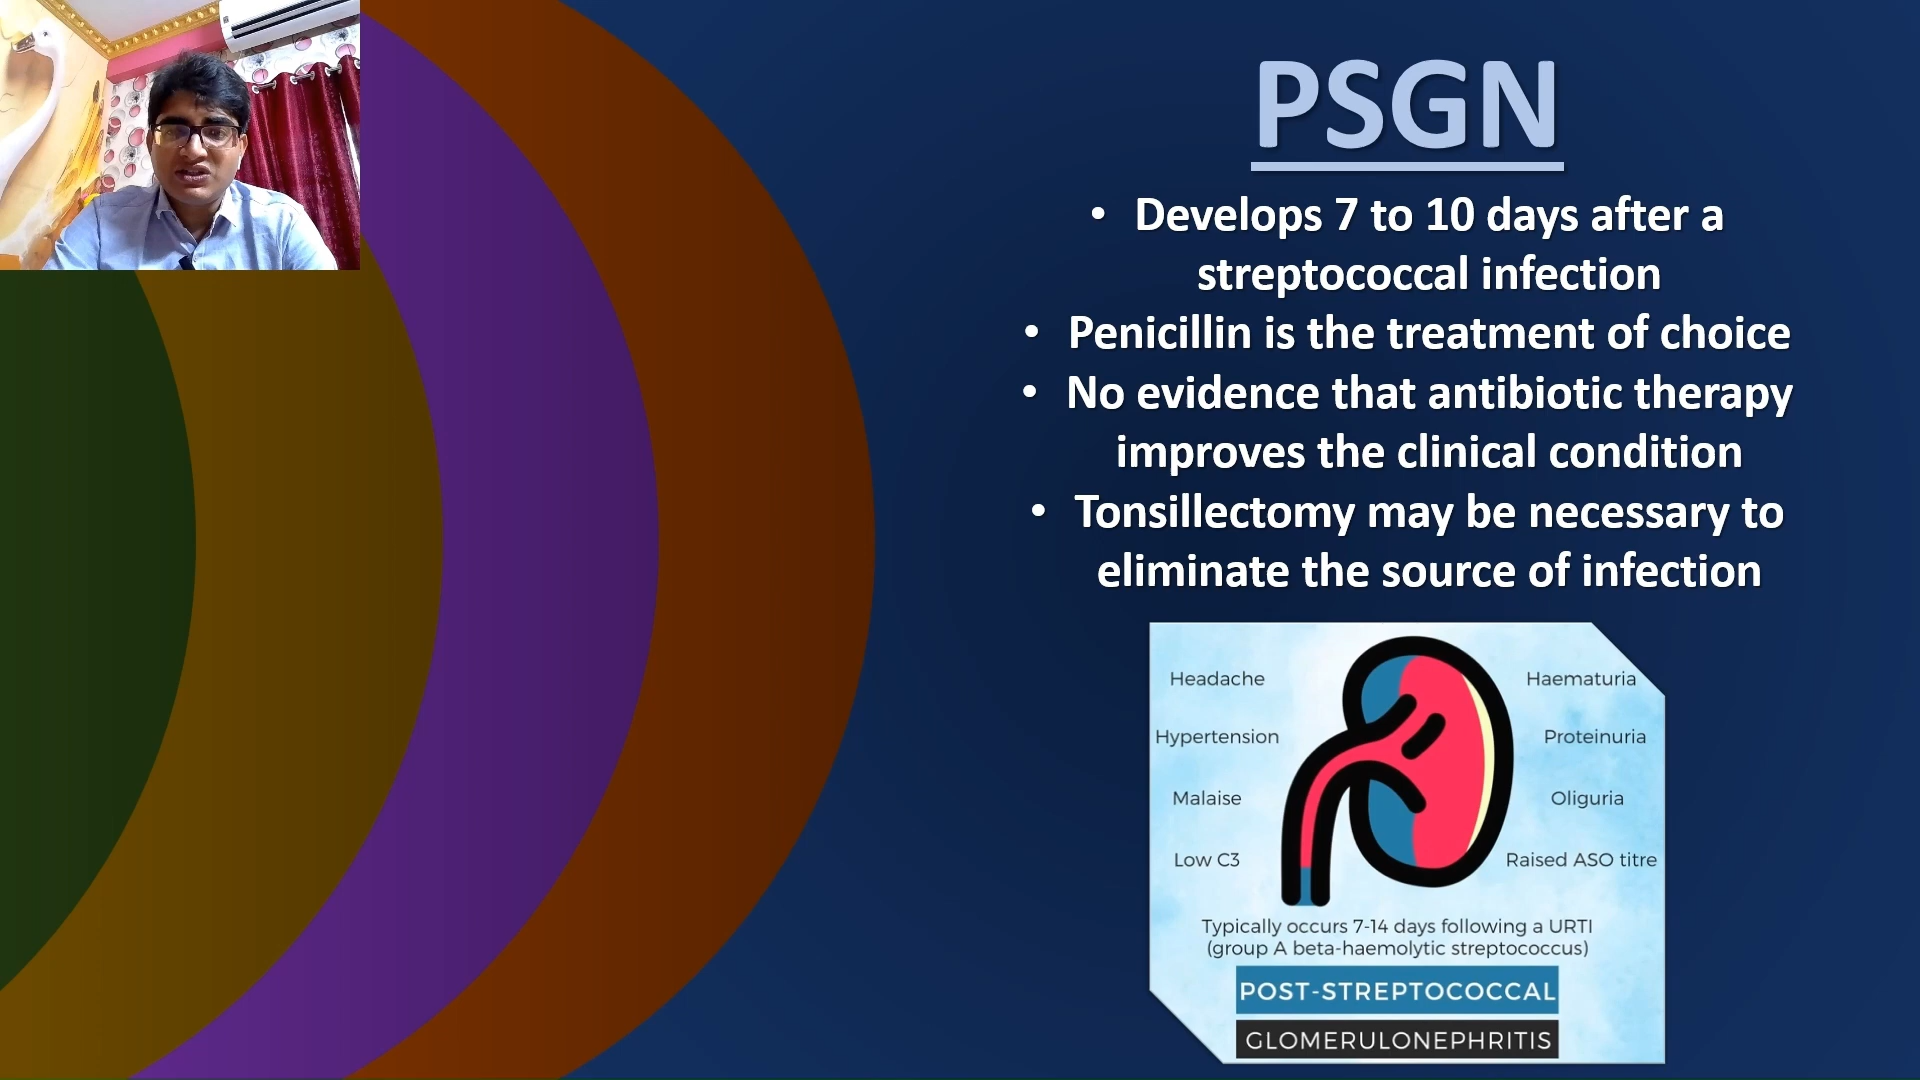 PSGN
• Develops 7 to 10 days after a
streptococcal infection
• Penicillin is the treatment of choice
• No evidence that antibiotic therapy
improves the clinical condition
• Tonsillectomy may be necessary to
eliminate the source of infection
Headache
Haematuria
Hypertension
Proteinuria
Malaise
Oliguria
Low C3
Raised ASO titre
Typically occurs 7-14 days following a URTI
(group A beta-haemolytic streptococcus)
POST-STREPTOCOCCAL
GLOMERULONEPHRITIS